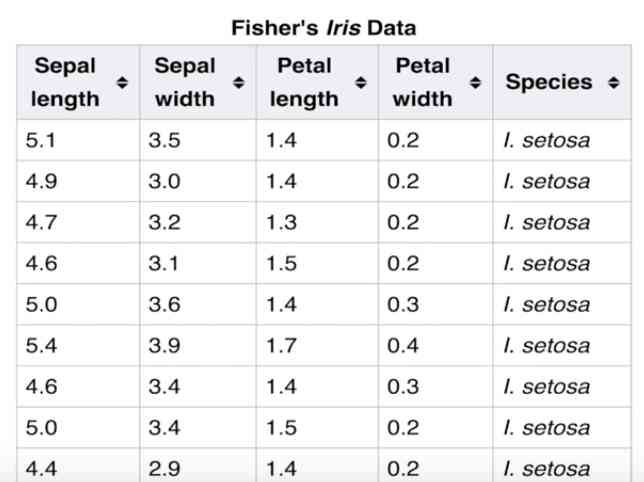 Fisher's Iris Data
Sepal length Sepal width Petal length Petal width Species
5.1 3.5 1.4 0.2 I. setosa
4.9 3.0 1.4 0.2 I. setosa
4.7 3.2 1.3 0.2 I. setosa
4.6 3.1 1.5 0.2 I. setosa
5.0 3.6 1.4 0.3 I. setosa
5.4 3.9 1.7 0.4 I. setosa
4.6 3.4 1.4 0.3 I. setosa
5.0 3.4 1.5 0.2 I. setosa
4.4 2.9 1.4 0.2 I. setosa